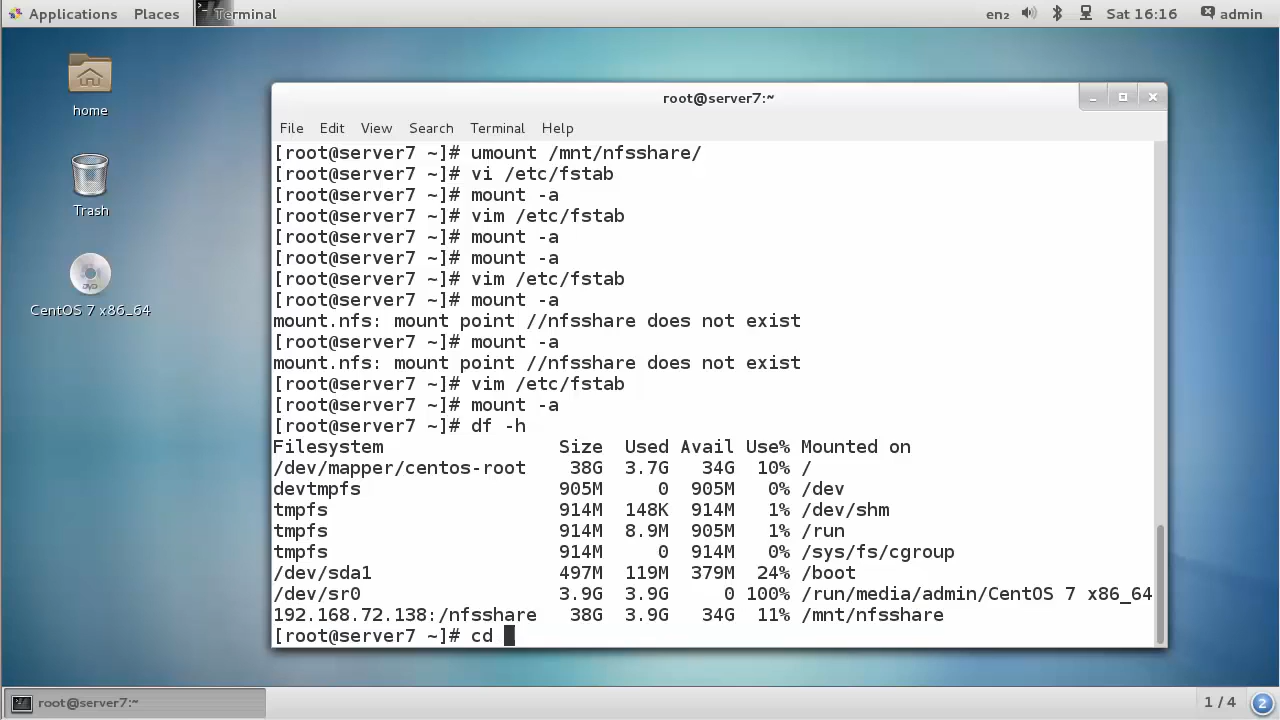 Applications Places Terminal en₂ Sat 16:16 admin
home
Trash
CentOS 7 x86_64
root@server7:~
File Edit View Search Terminal Help
[root@server7 ~]# umount /mnt/nfsshare/
[root@server7 ~]# vi /etc/fstab
[root@server7 ~]# mount -a
[root@server7 ~]# vim /etc/fstab
[root@server7 ~]# mount -a
[root@server7 ~]# mount -a
[root@server7 ~]# vim /etc/fstab
[root@server7 ~]# mount -a
mount.nfs: mount point //nfsshare does not exist
[root@server7 ~]# mount -a
mount.nfs: mount point //nfsshare does not exist
[root@server7 ~]# vim /etc/fstab
[root@server7 ~]# mount -a
[root@server7 ~]# df -h
Filesystem Size Used Avail Use% Mounted on
/dev/mapper/centos-root 38G 3.7G 34G 10% /
devtmpfs 905M 0 905M 0% /dev
tmpfs 914M 148K 914M 1% /dev/shm
tmpfs 914M 8.9M 905M 1% /run
tmpfs 914M 0 914M 0% /sys/fs/cgroup
/dev/sda1 497M 119M 379M 24% /boot
/dev/sr0 3.9G 3.9G 0 100% /run/media/admin/CentOS 7 x86_64
192.168.72.138:/nfsshare 38G 3.9G 34G 11% /mnt/nfsshare
[root@server7 ~]# cd
root@server7:~ 1 / 4 2